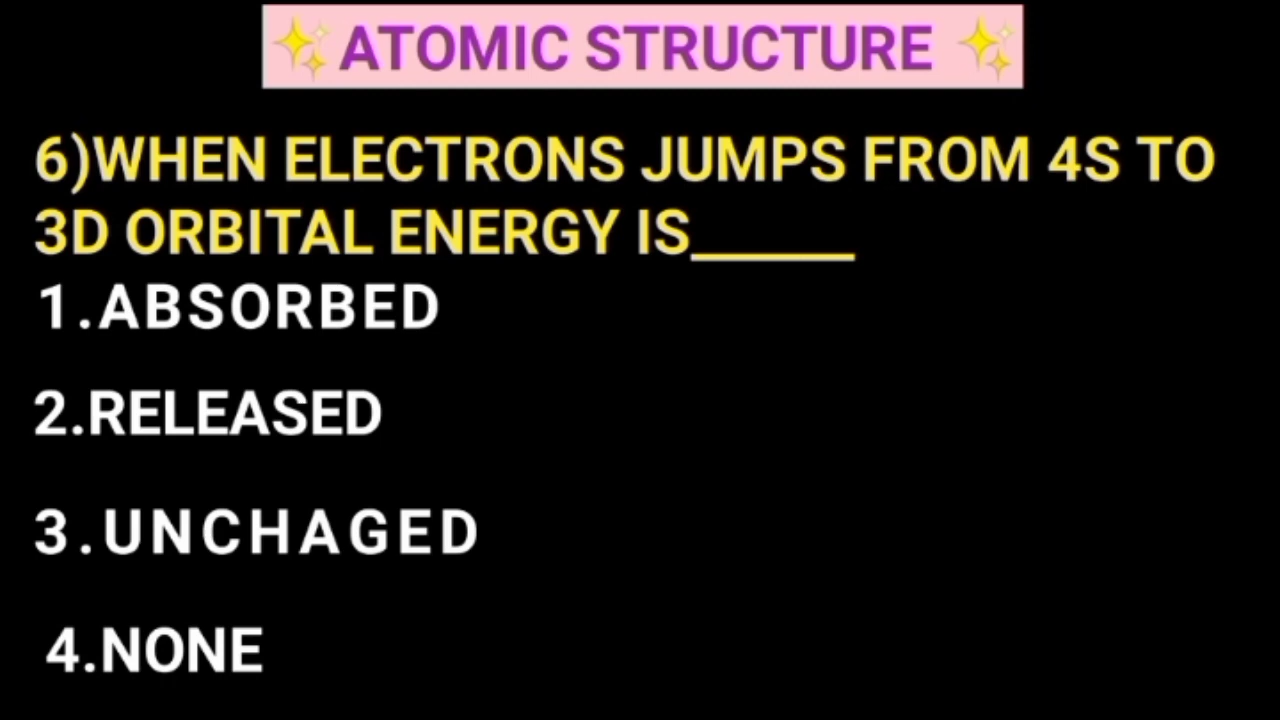 ✨ATOMIC STRUCTURE ✨
6)WHEN ELECTRONS JUMPS FROM 4S TO
3D ORBITAL ENERGY IS_____
1.ABSORBED
2.RELEASED
3.UNCHAGED
4.NONE